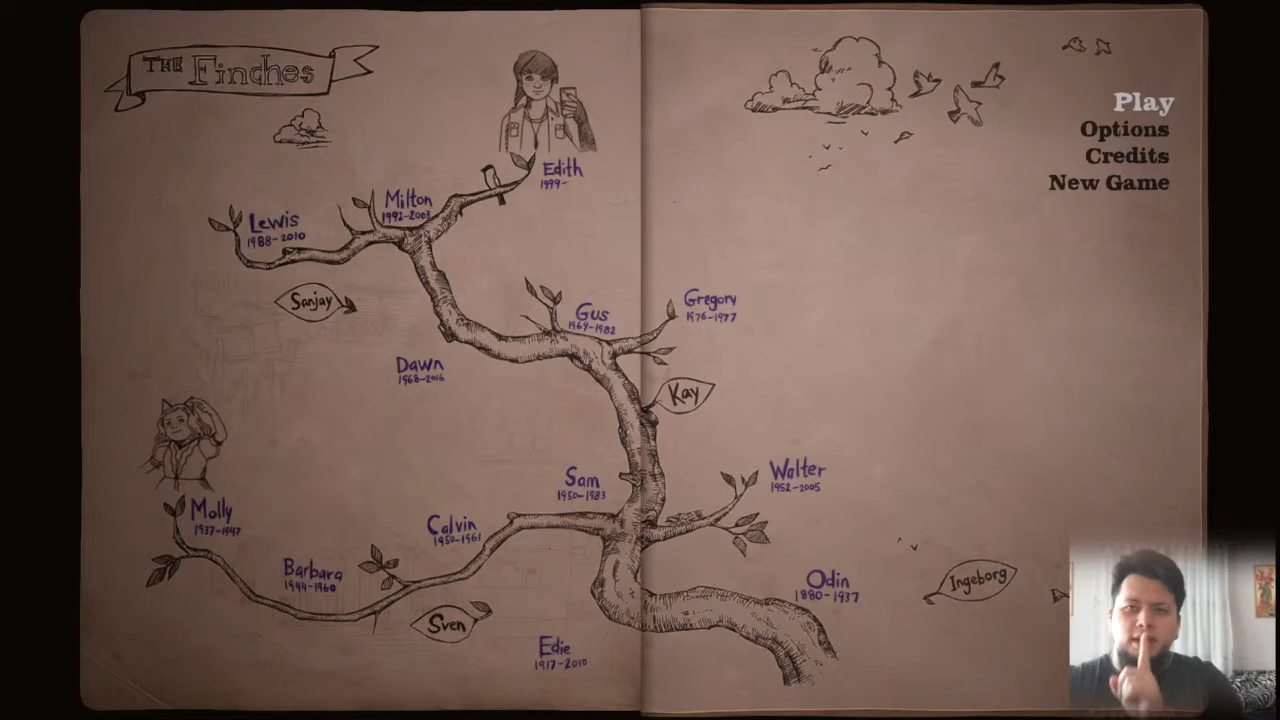 THE Finches
Edith
1999-
Play
Options
Credits
New Game
Milton
1992-2003
Lewis
1988-2010
Sanjay
Gus
1969-1982
Gregory
1976-1977
Dawn
1968-2016
Kay
Sam
1950-1983
Walter
1952-2005
Molly
1937-1947
Calvin
1950-1961
Barbara
1944-1960
Odin
1880-1937
Ingeborg
Sven
Edie
1917-2010